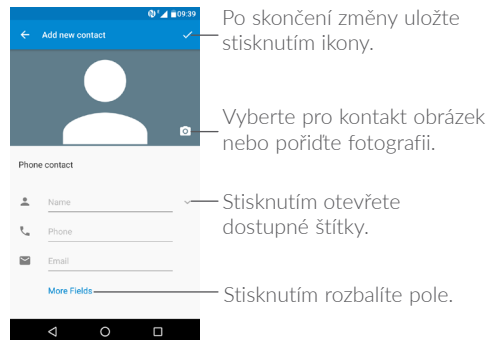 09:39
Add new contact
Po skončení změny uložte
stisknutím ikony.
Vyberte pro kontakt obrázek
nebo pořiďte fotografii.
Phone contact
Name
Stisknutím otevřete
dostupné štítky.
Phone
Email
More Fields
Stisknutím rozbalíte pole.